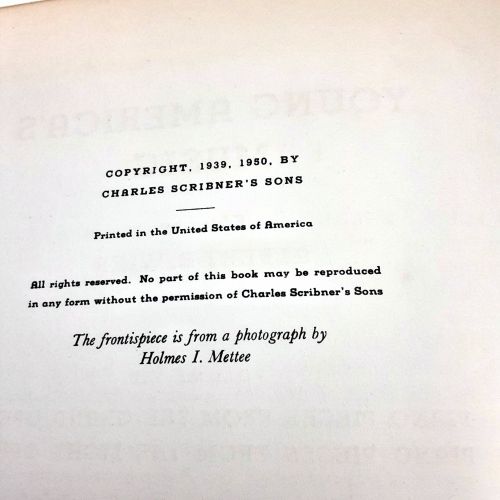 COPYRIGHT, 1939, 1950, BY
CHARLES SCRIBNER'S SONS
Printed in the United States of America
All rights reserved. No part of this book may be reproduced
in any form without the permission of Charles Scribner's Sons
The frontispiece is from a photograph by
Holmes I. Mettee